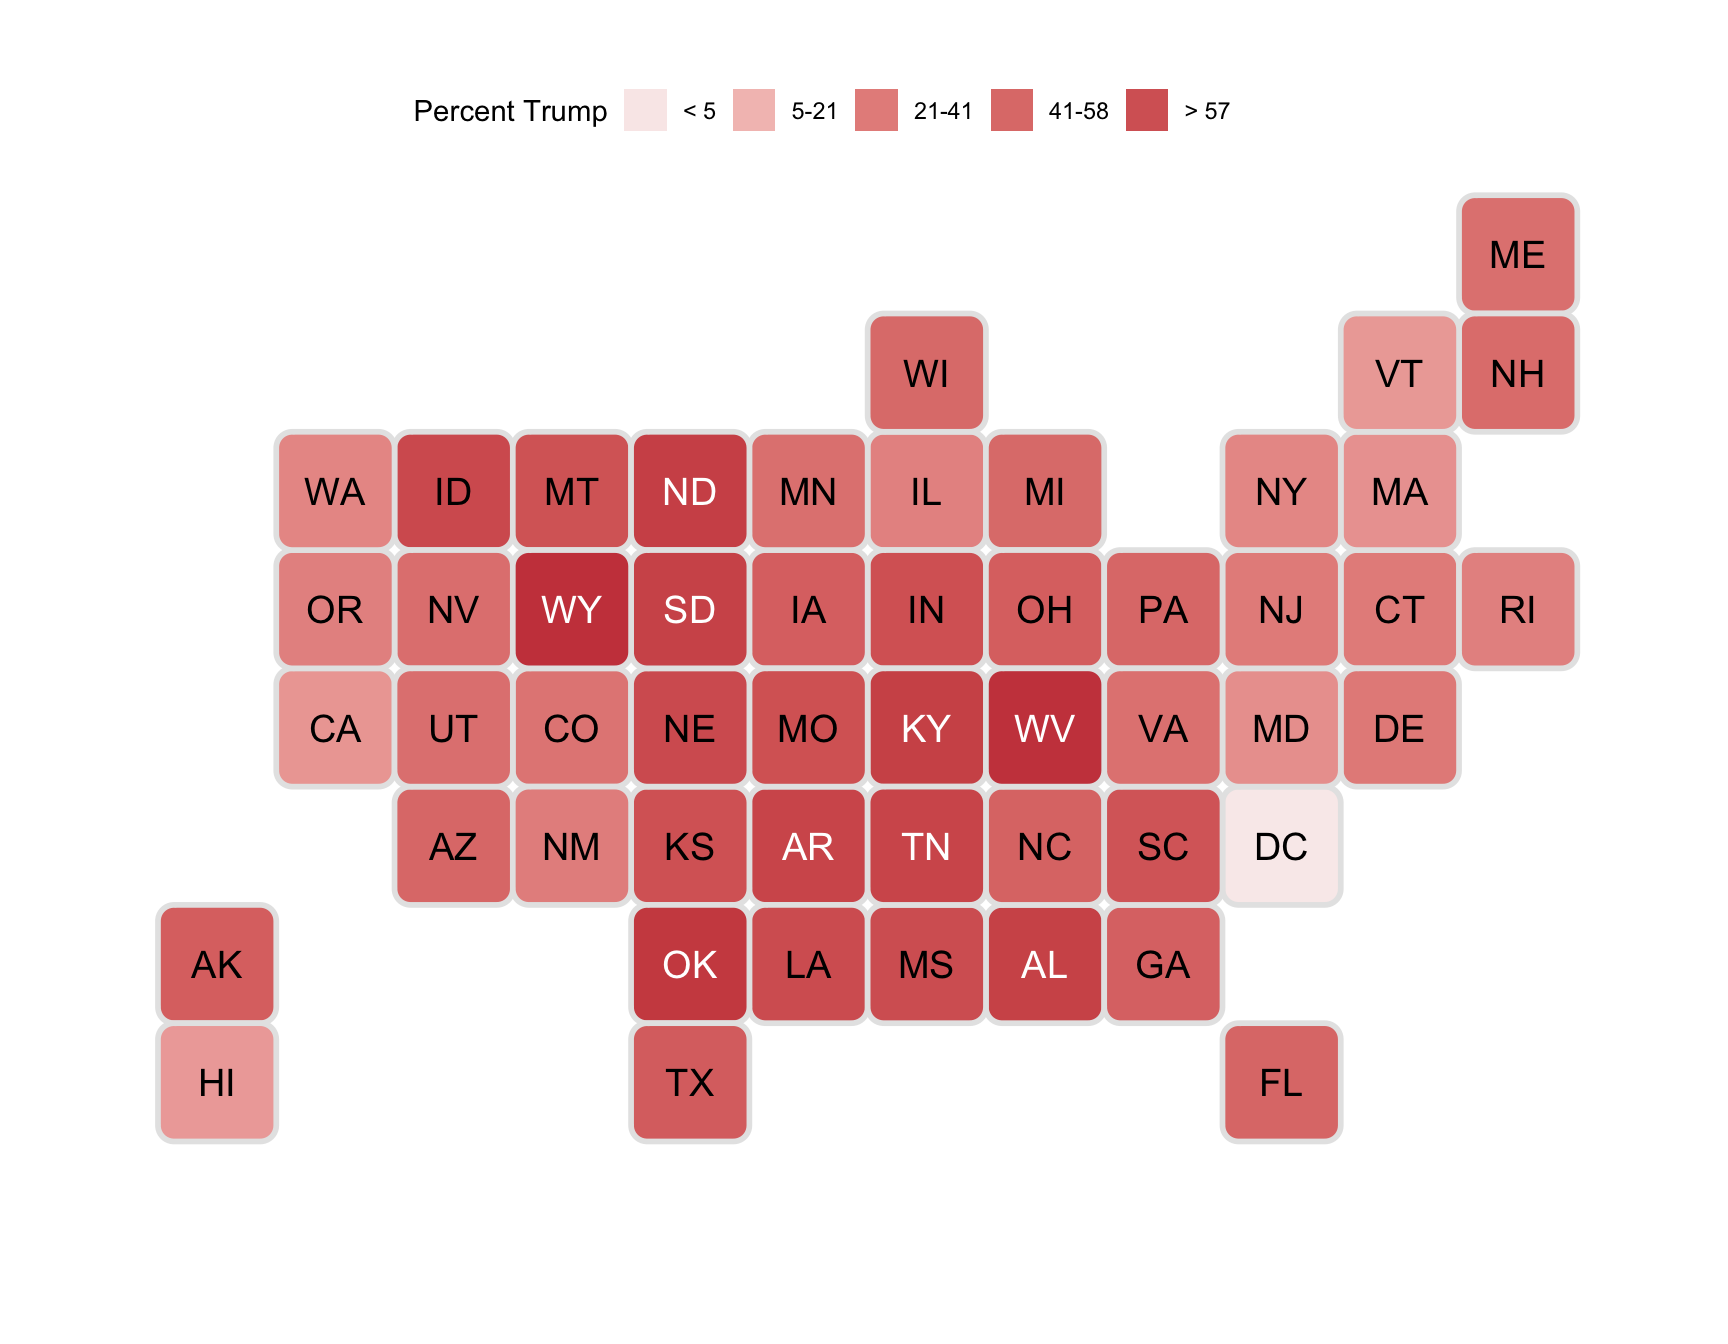 Percent Trump < 5 5-21 21-41 41-58 > 57
ME
WI VT NH
WA ID MT ND MN IL MI NY MA
OR NV WY SD IA IN OH PA NJ CT RI
CA UT CO NE MO KY WV VA MD DE
AZ NM KS AR TN NC SC DC
AK OK LA MS AL GA
HI TX FL